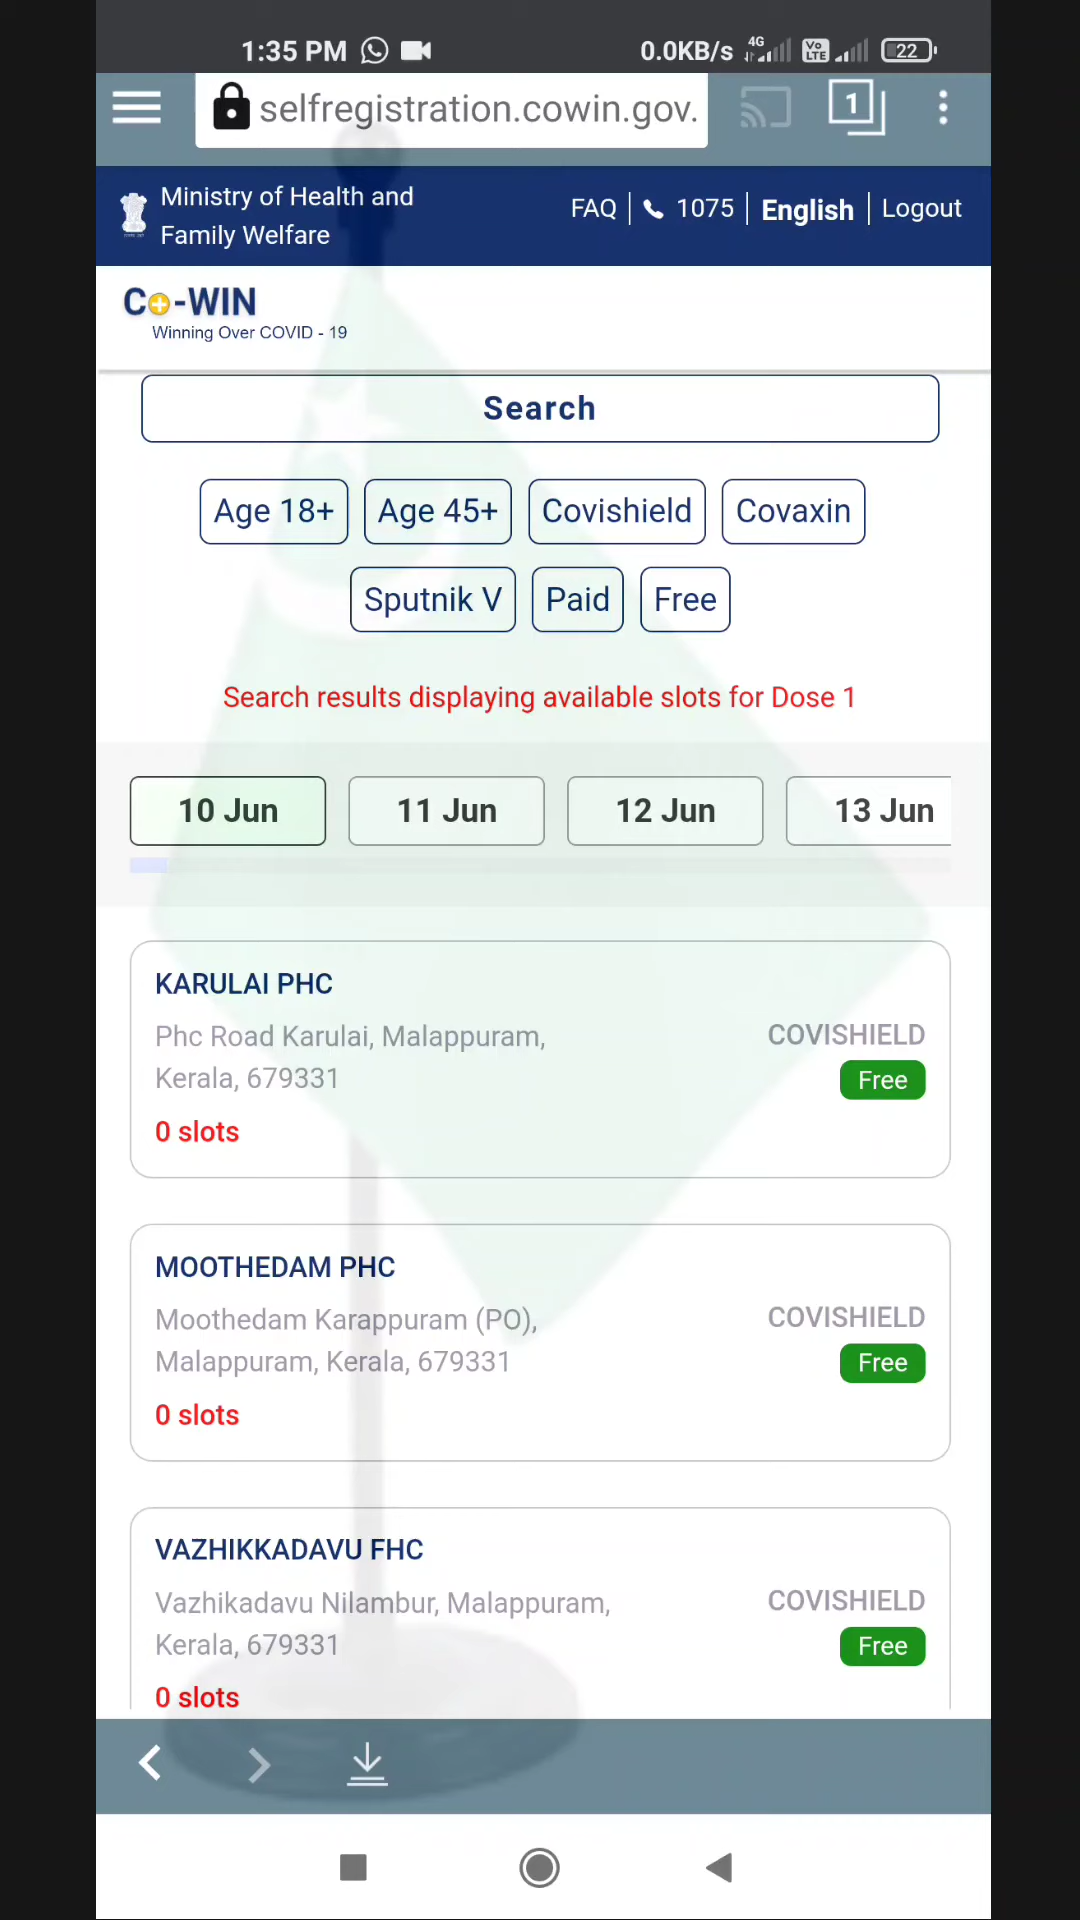 1:35 PM 0.0KB/s 4G Vo LTE 22
selfregistration.cowin.gov.
1
Ministry of Health and
Family Welfare
FAQ | 1075 | English | Logout
CO-WIN
Winning Over COVID - 19
Search
Age 18+ Age 45+ Covishield Covaxin
Sputnik V Paid Free
Search results displaying available slots for Dose 1
10 Jun 11 Jun 12 Jun 13 Jun
KARULAI PHC
Phc Road Karulai, Malappuram,
Kerala, 679331
COVISHIELD
Free
0 slots
MOOTHEDAM PHC
Moothedam Karappuram (PO),
Malappuram, Kerala, 679331
COVISHIELD
Free
0 slots
VAZHIKKADAVU FHC
Vazhikadavu Nilambur, Malappuram,
Kerala, 679331
COVISHIELD
Free
0 slots